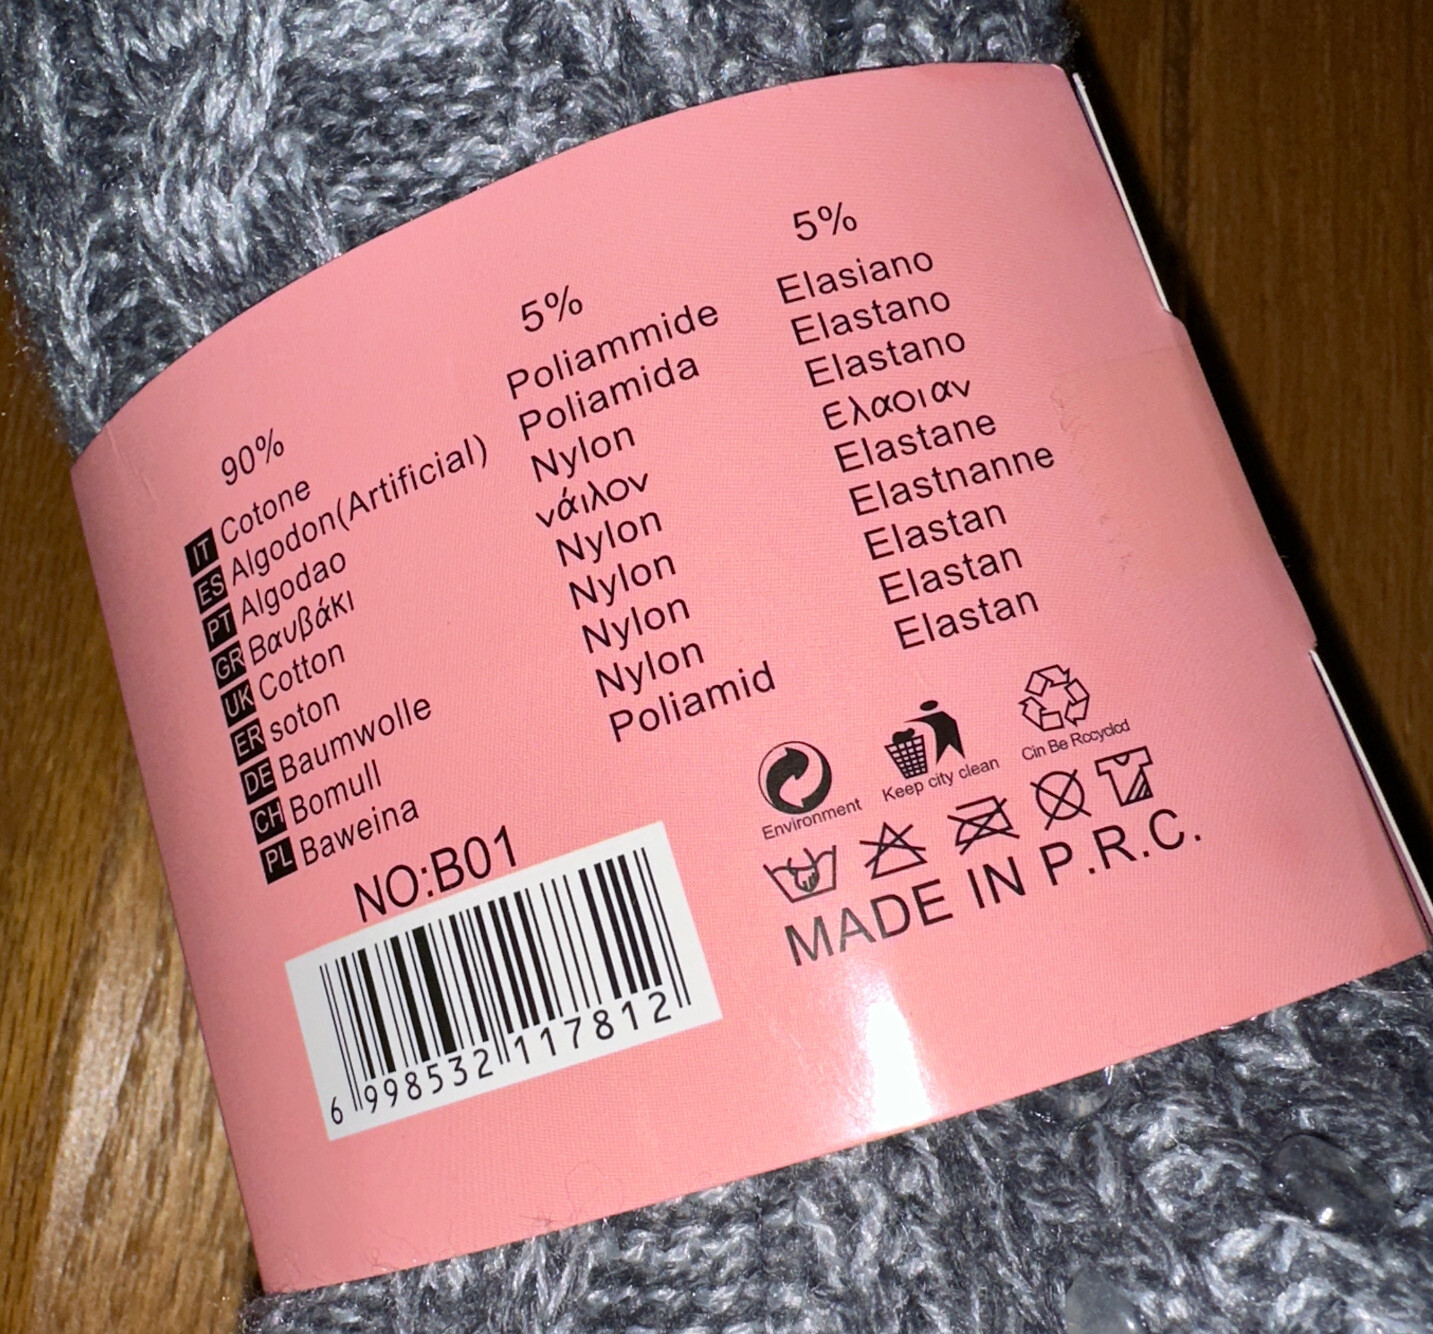 90%
IT Cotone
ES Algodon(Artificial)
PT Algodao
GR Βαυβάκι
UK Cotton
ER soton
DE Baumwolle
CH Bomull
PL Baweina
5%
Poliammide
Poliamida
Nylon
νάιλον
Nylon
Nylon
Nylon
Nylon
Poliamid
5%
Elasiano
Elastano
Elastano
Ελαοιαν
Elastane
Elastnanne
Elastan
Elastan
Elastan
NO:B01
6 998532 117812
Environment
Keep city clean
Cin Be Rccyclcd
MADE IN P.R.C.